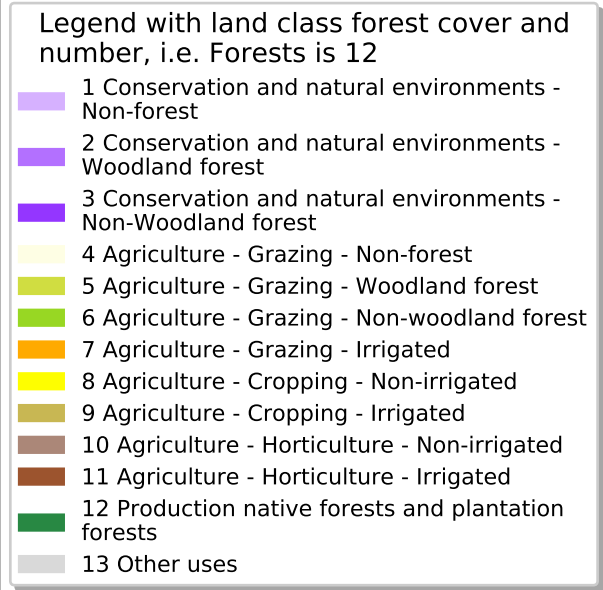 Legend with land class forest cover and
number, i.e. Forests is 12
1 Conservation and natural environments -
Non-forest
2 Conservation and natural environments -
Woodland forest
3 Conservation and natural environments -
Non-Woodland forest
4 Agriculture - Grazing - Non-forest
5 Agriculture - Grazing - Woodland forest
6 Agriculture - Grazing - Non-woodland forest
7 Agriculture - Grazing - Irrigated
8 Agriculture - Cropping - Non-irrigated
9 Agriculture - Cropping - Irrigated
10 Agriculture - Horticulture - Non-irrigated
11 Agriculture - Horticulture - Irrigated
12 Production native forests and plantation
forests
13 Other uses